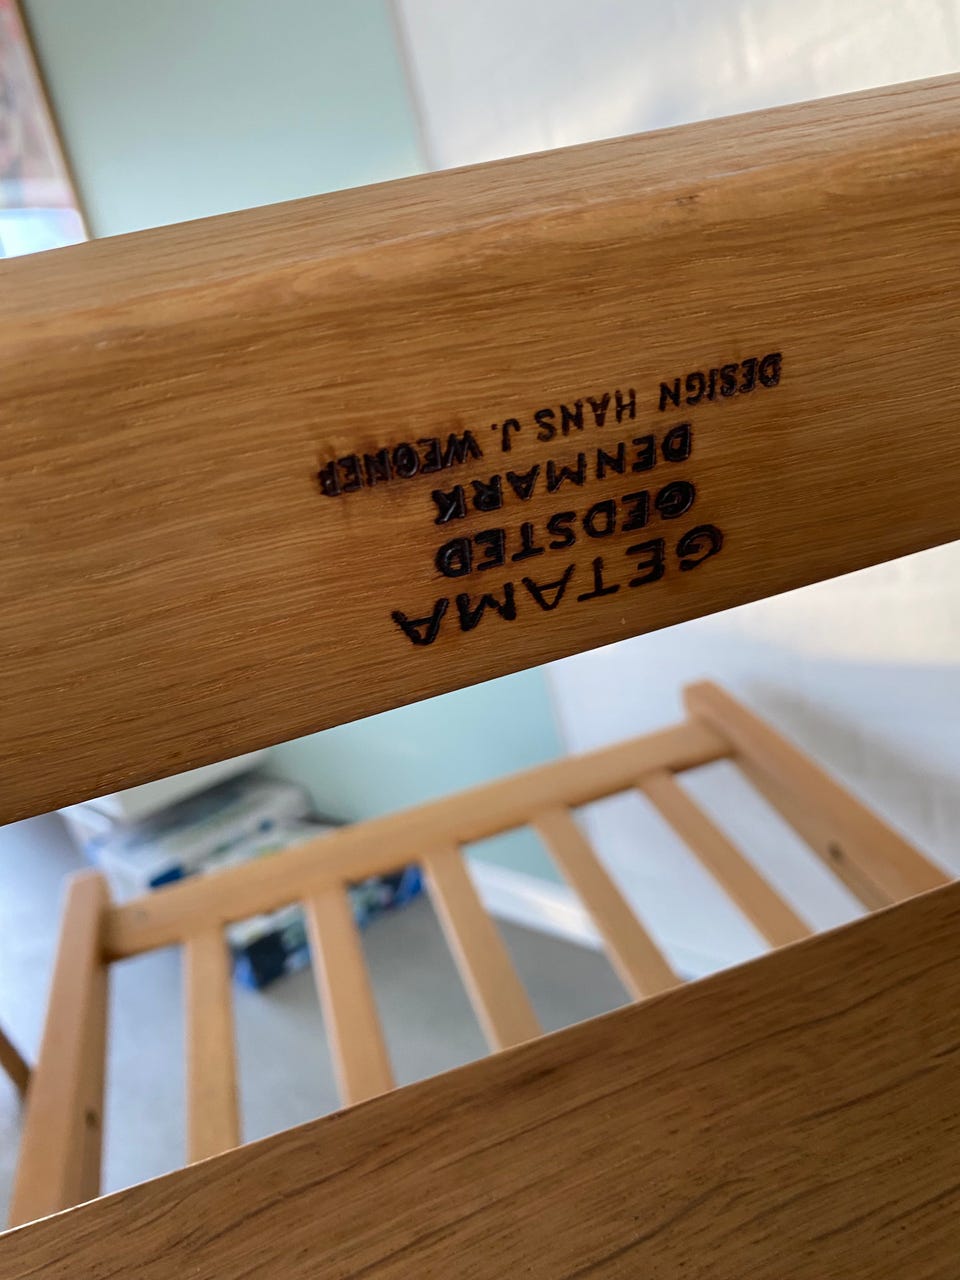 GETAMA
GEDSTED
DENMARK
DESIGN HANS J. WEGNER